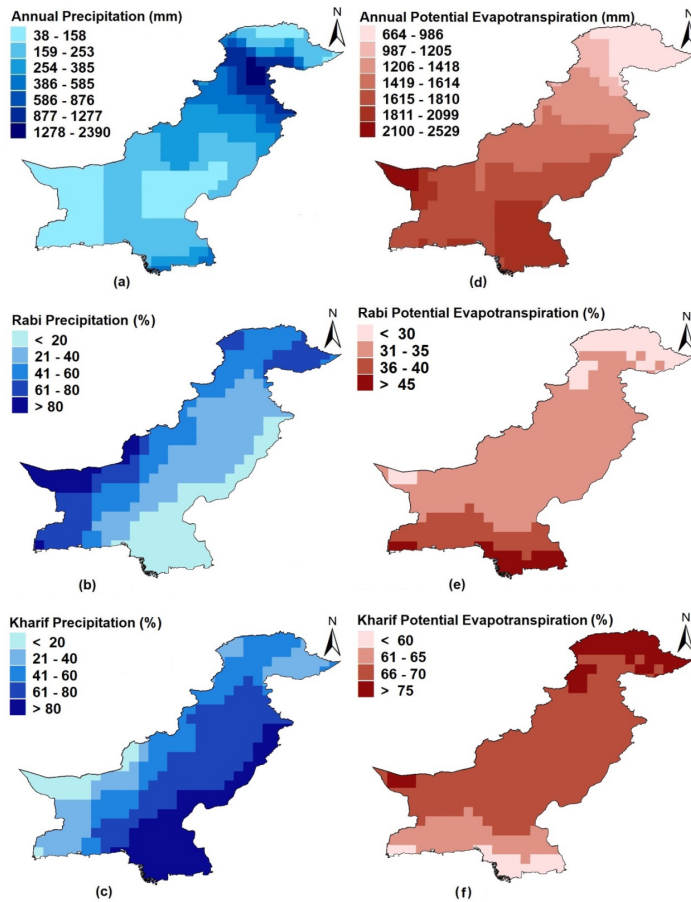 Annual Precipitation (mm)
N
38 - 158
159 - 253
254 - 385
386 - 585
586 - 876
877 - 1277
1278 - 2390
(a)
Annual Potential Evapotranspiration (mm)
N
664 - 986
987 - 1205
1206 - 1418
1419 - 1614
1615 - 1810
1811 - 2099
2100 - 2529
(d)
Rabi Precipitation (%)
N
< 20
21 - 40
41 - 60
61 - 80
> 80
(b)
Rabi Potential Evapotranspiration (%)
N
< 30
31 - 35
36 - 40
> 45
(e)
Kharif Precipitation (%)
N
< 20
21 - 40
41 - 60
61 - 80
> 80
(c)
Kharif Potential Evapotranspiration (%)
N
< 60
61 - 65
66 - 70
> 75
(f)